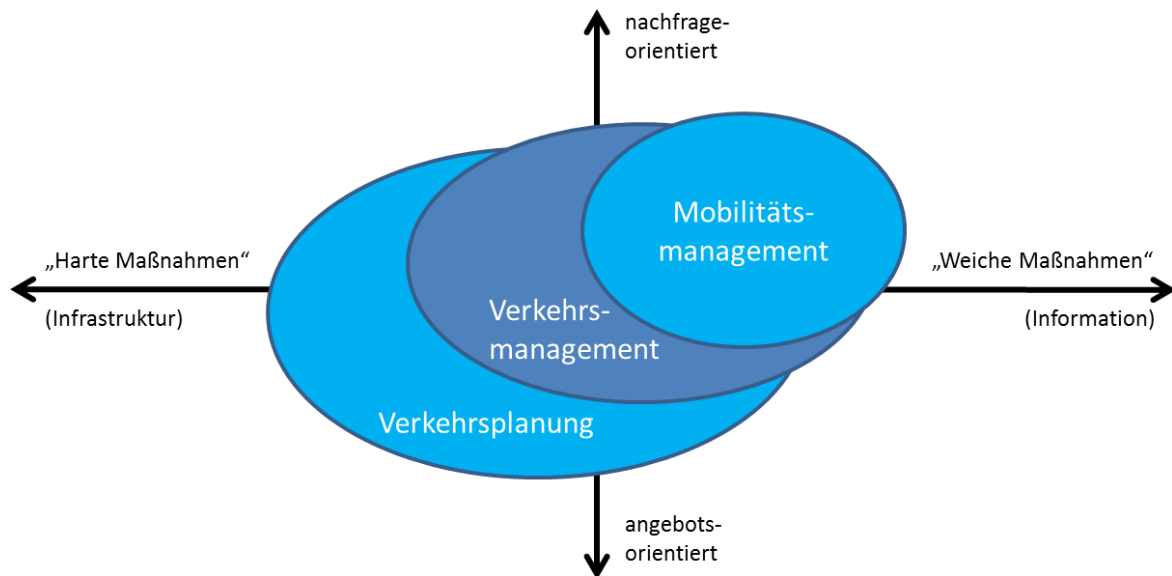 nachfrage-
orientiert
Mobilitäts-
management
„Harte Maßnahmen“
(Infrastruktur)
„Weiche Maßnahmen“
(Information)
Verkehrs-
management
Verkehrsplanung
angebots-
orientiert